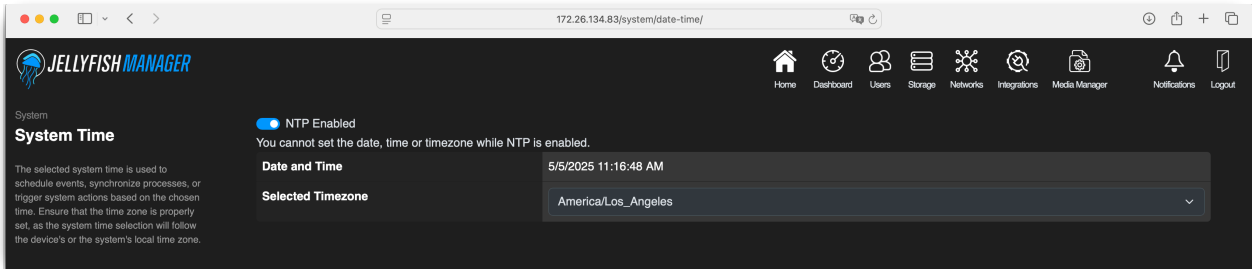 172.26.134.83/system/date-time/
JELLYFISH MANAGER
Home Dashboard Users Storage Networks Integrations Media Manager Notifications Logout
System
System Time
The selected system time is used to
schedule events, synchronize processes, or
trigger system actions based on the chosen
time. Ensure that the time zone is properly
set, as the system time selection will follow
the device's or the system's local time zone.
NTP Enabled
You cannot set the date, time or timezone while NTP is enabled.
Date and Time 5/5/2025 11:16:48 AM
Selected Timezone America/Los_Angeles